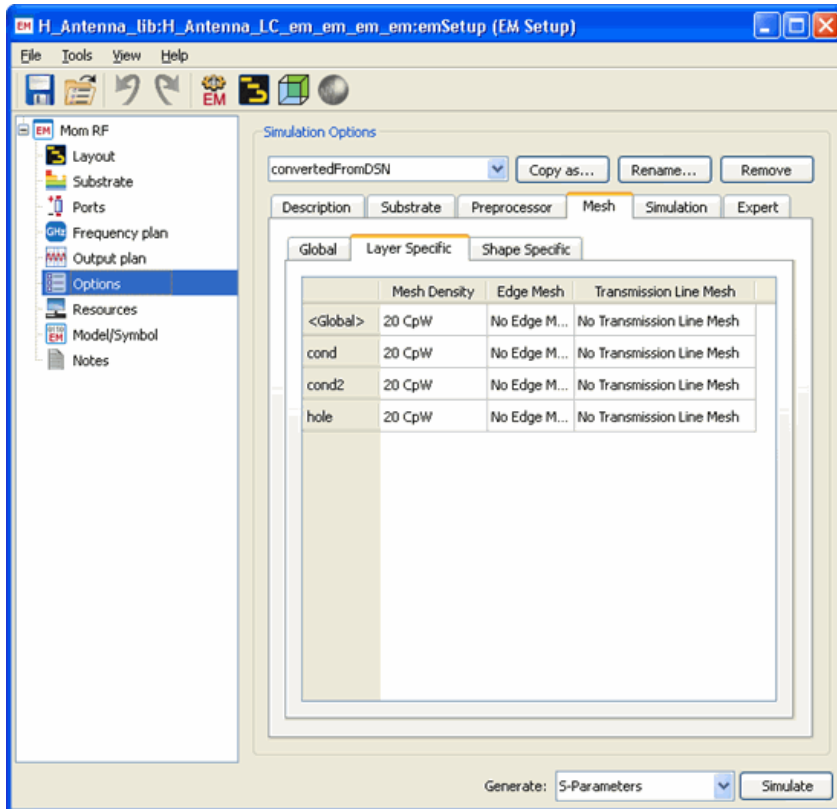 EM H_Antenna_lib:H_Antenna_LC_em_em_em_em:emSetup (EM Setup)
File Tools View Help
EM
EM Mom RF
Layout
Substrate
Ports
GHz Frequency plan
Output plan
Options
Resources
EM Model/Symbol
Notes
Simulation Options
convertedFromDSN Copy as... Rename... Remove
Description Substrate Preprocessor Mesh Simulation Expert
Global Layer Specific Shape Specific
Mesh Density Edge Mesh Transmission Line Mesh
<Global> 20 CpW No Edge M... No Transmission Line Mesh
cond 20 CpW No Edge M... No Transmission Line Mesh
cond2 20 CpW No Edge M... No Transmission Line Mesh
hole 20 CpW No Edge M... No Transmission Line Mesh
Generate: S-Parameters Simulate